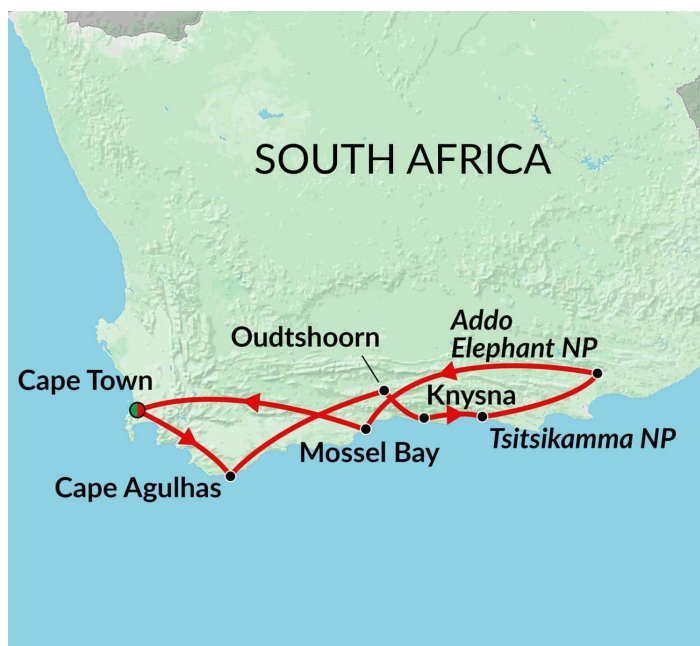 SOUTH AFRICA
Addo
Elephant NP
Oudtshoorn
Cape Town
Knysna
Mossel Bay
Tsitsikamma NP
Cape Agulhas